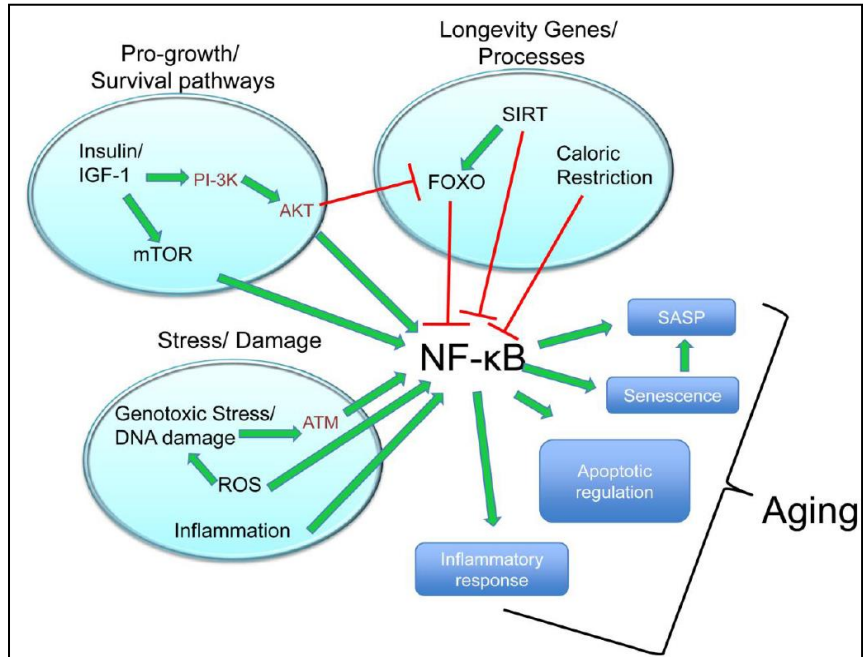 Pro-growth/
Survival pathways
Insulin/
IGF-1
PI-3K
AKT
mTOR
Longevity Genes/
Processes
SIRT
FOXO
Caloric
Restriction
Stress/ Damage
Genotoxic Stress/
DNA damage
ATM
ROS
Inflammation
NF-κB
SASP
Senescence
Apoptotic
regulation
Inflammatory
response
Aging